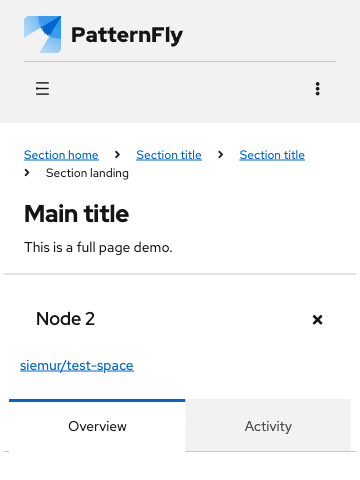 PatternFly
Section home > Section title > Section title
> Section landing
Main title
This is a full page demo.
Node 2
siemur/test-space
Overview Activity